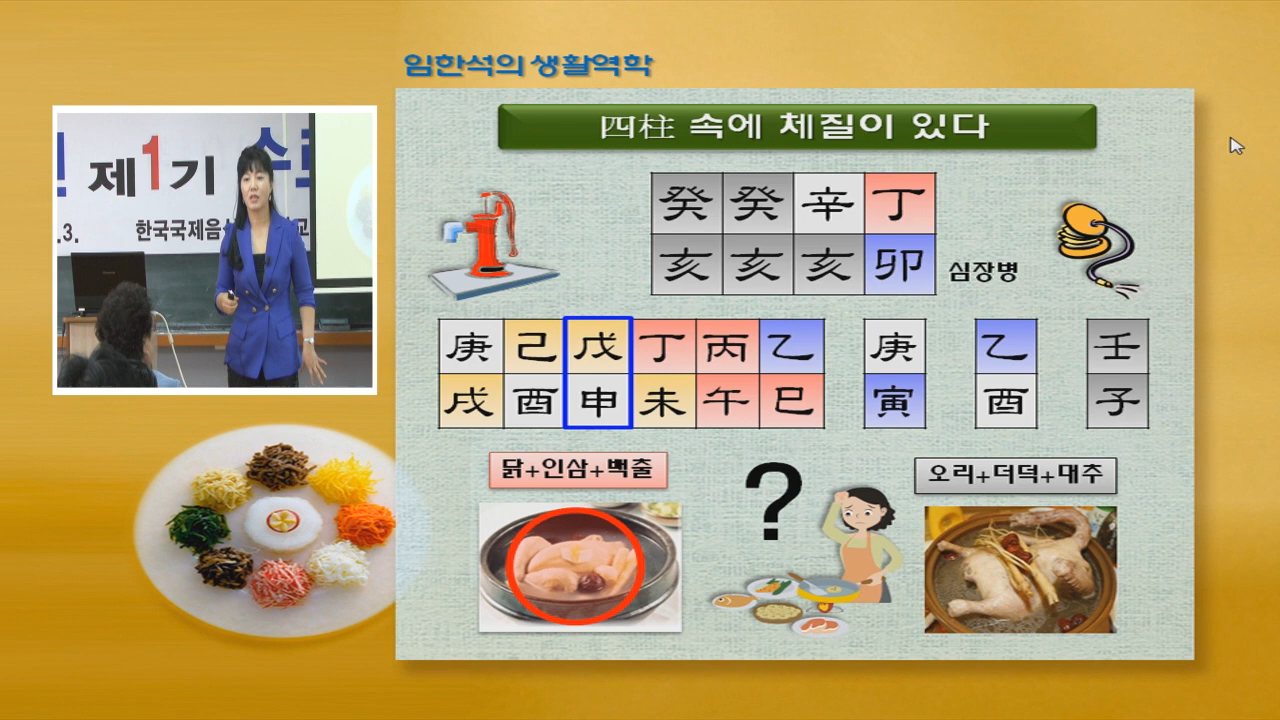 임한석의 생활역학
四柱 속에 체질이 있다
제1기
.3.
한국국제음
癸 癸 辛 丁
亥 亥 亥 卯
심장병
庚 己 戊 丁 丙 乙 庚 乙 壬
戌 酉 申 未 午 巳 寅 酉 子
닭+인삼+백출
?
오리+더덕+대추